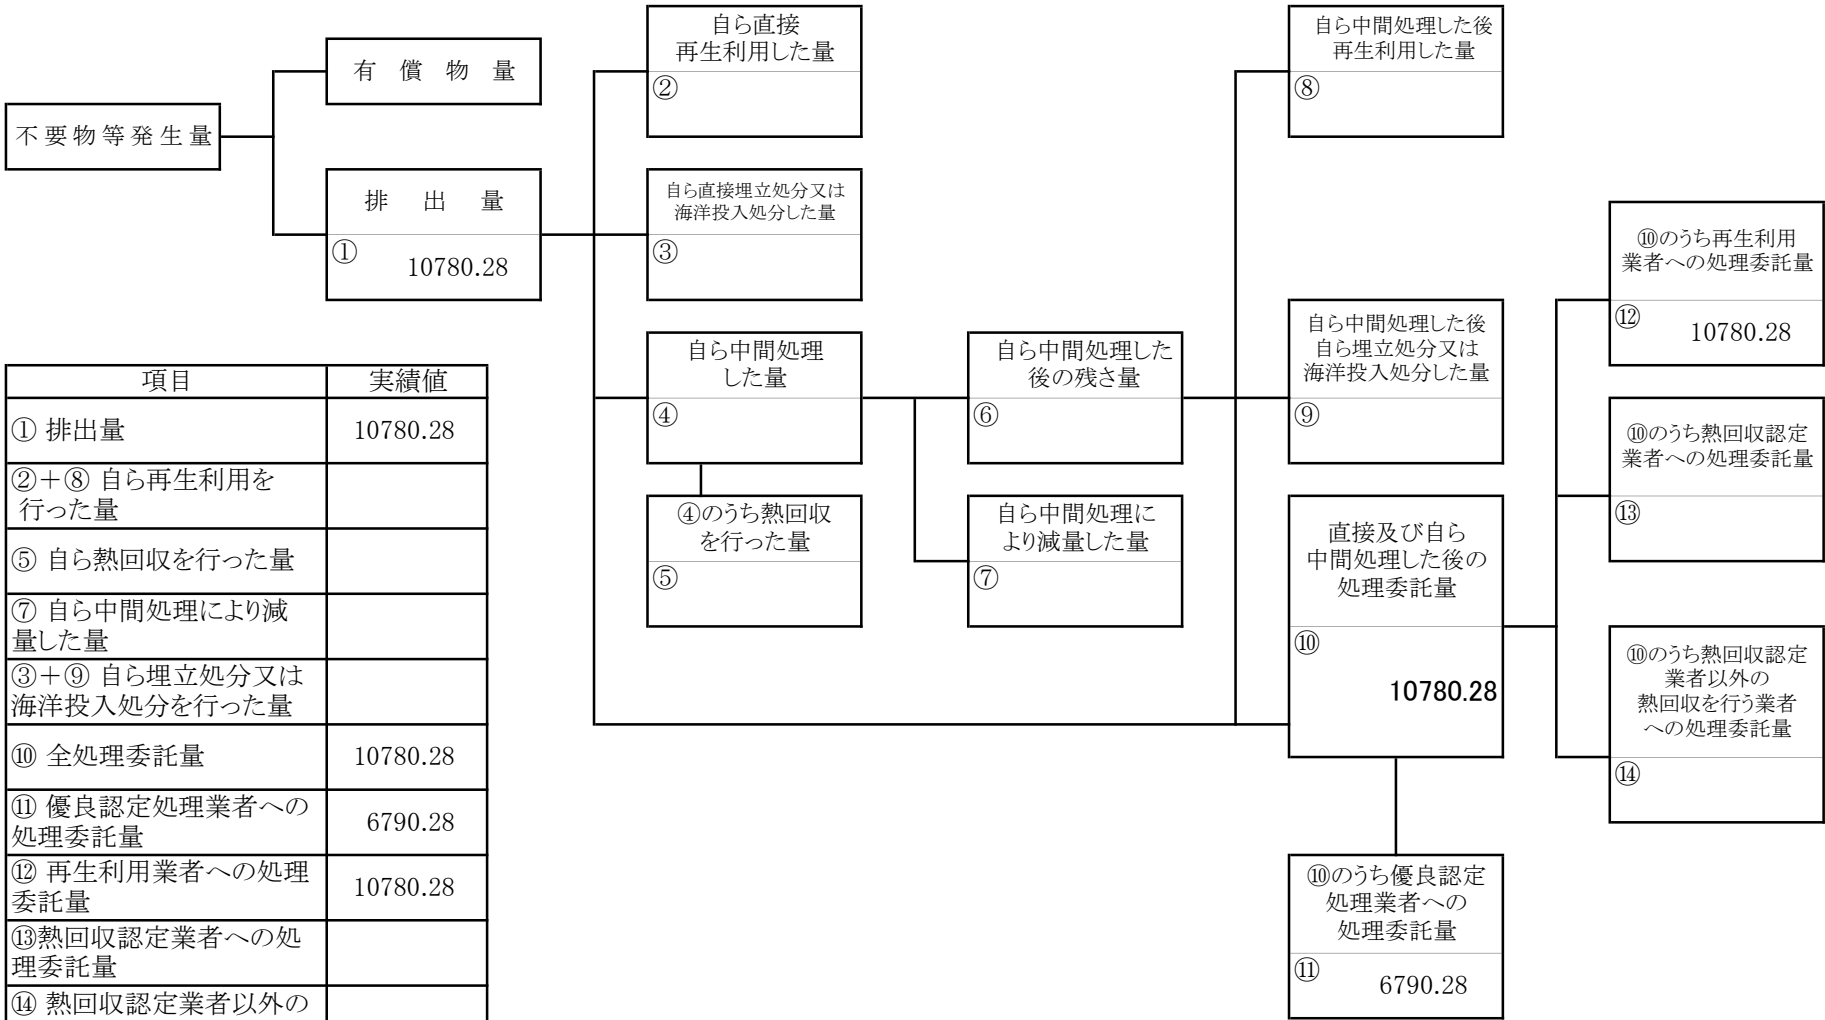 不要物等発生量
有償物量
排出量
①
10780.28
自ら直接
再生利用した量
②
自ら直接埋立処分又は
海洋投入処分した量
③
自ら中間処理
した量
④
④のうち熱回収
を行った量
⑤
自ら中間処理した
後の残さ量
⑥
自ら中間処理に
より減量した量
⑦
自ら中間処理した後
再生利用した量
⑧
自ら中間処理した後
自ら埋立処分又は
海洋投入処分した量
⑨
直接及び自ら
中間処理した後の
処理委託量
⑩
10780.28
⑩のうち優良認定
処理業者への
処理委託量
⑪
6790.28
⑩のうち再生利用
業者への処理委託量
⑫
10780.28
⑩のうち熱回収認定
業者への処理委託量
⑬
⑩のうち熱回収認定
業者以外の
熱回収を行う業者
への処理委託量
⑭
項目 実績値
① 排出量 10780.28
②+⑧ 自ら再生利用を
行った量
⑤ 自ら熱回収を行った量
⑦ 自ら中間処理により減
量した量
③+⑨ 自ら埋立処分又は
海洋投入処分を行った量
⑩ 全処理委託量 10780.28
⑪ 優良認定処理業者への
処理委託量 6790.28
⑫ 再生利用業者への処理
委託量 10780.28
⑬熱回収認定業者への処
理委託量
⑭ 熱回収認定業者以外の